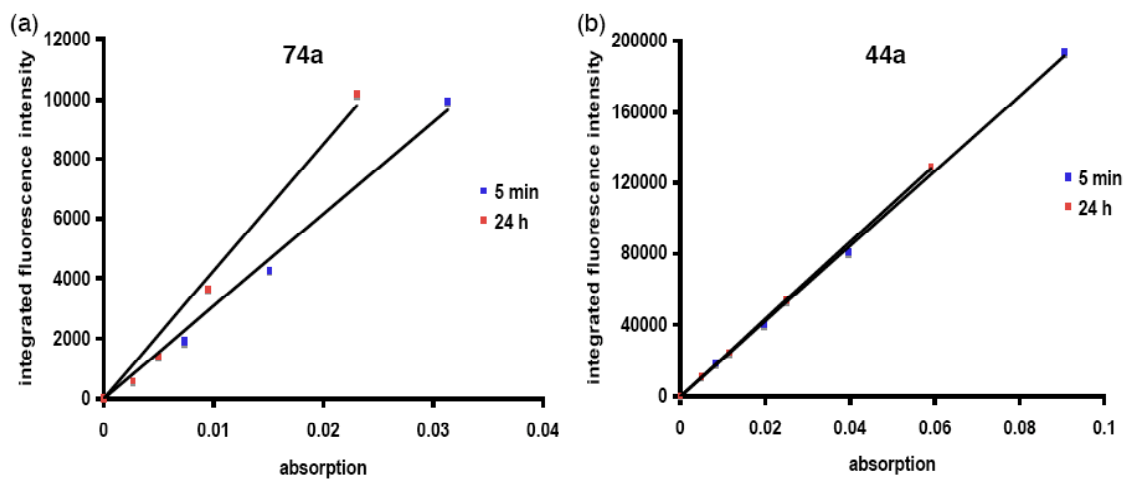 (a)
74a
integrated fluorescence intensity
12000
10000
8000
6000
4000
2000
0
0 0.01 0.02 0.03 0.04
absorption
5 min
24 h
(b)
44a
integrated fluorescence intensity
200000
160000
120000
80000
40000
0
0 0.02 0.04 0.06 0.08 0.1
absorption
5 min
24 h